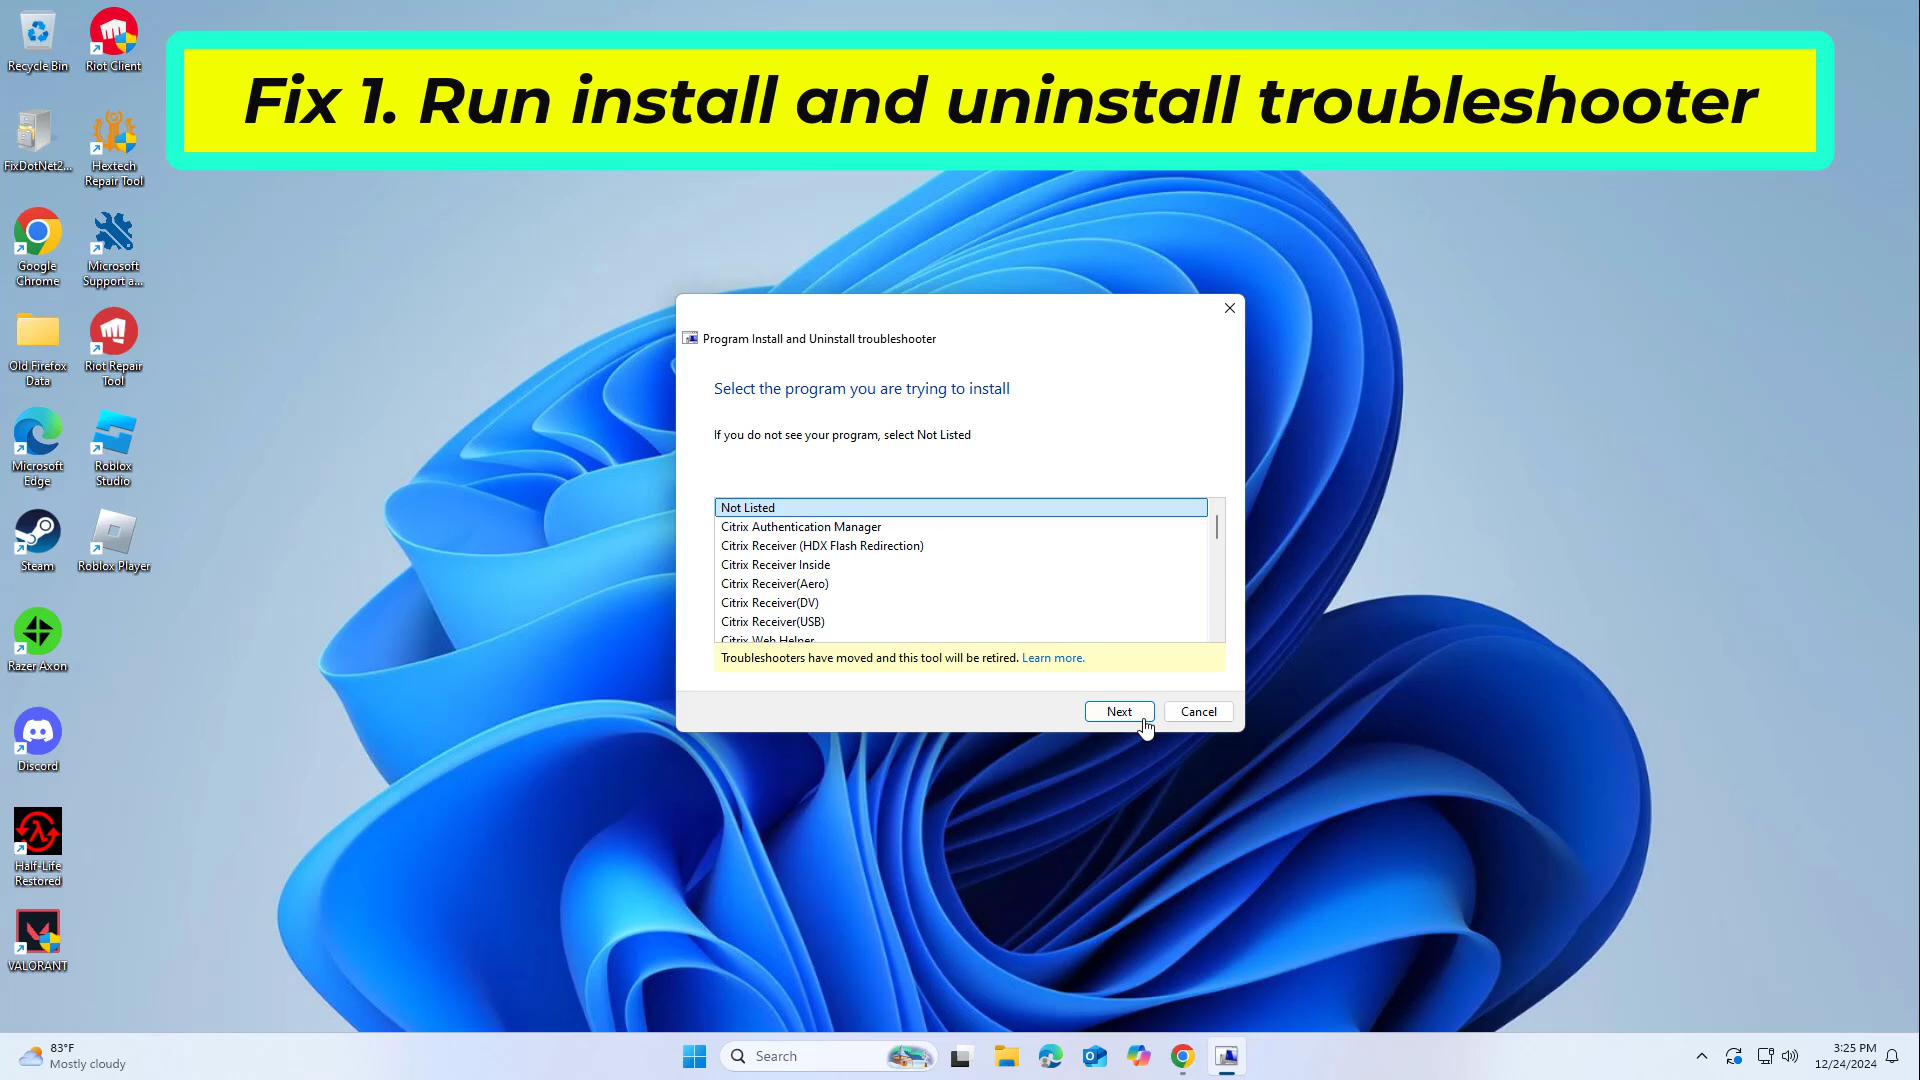 Fix 1. Run install and uninstall troubleshooter
Recycle Bin
Riot Client
FixDotNet2...
Hextech
Repair Tool
Google
Chrome
Microsoft
Support a...
Old Firefox
Data
Riot Repair
Tool
Microsoft
Edge
Roblox
Studio
Steam
Roblox Player
Razer Axon
Discord
Half-Life
Restored
VALORANT
Program Install and Uninstall troubleshooter
Select the program you are trying to install
If you do not see your program, select Not Listed
Not Listed
Citrix Authentication Manager
Citrix Receiver (HDX Flash Redirection)
Citrix Receiver Inside
Citrix Receiver(Aero)
Citrix Receiver(DV)
Citrix Receiver(USB)
Citrix Web Helper
Troubleshooters have moved and this tool will be retired. Learn more.
Next
Cancel
83°F
Mostly cloudy
Search
3:25 PM
12/24/2024